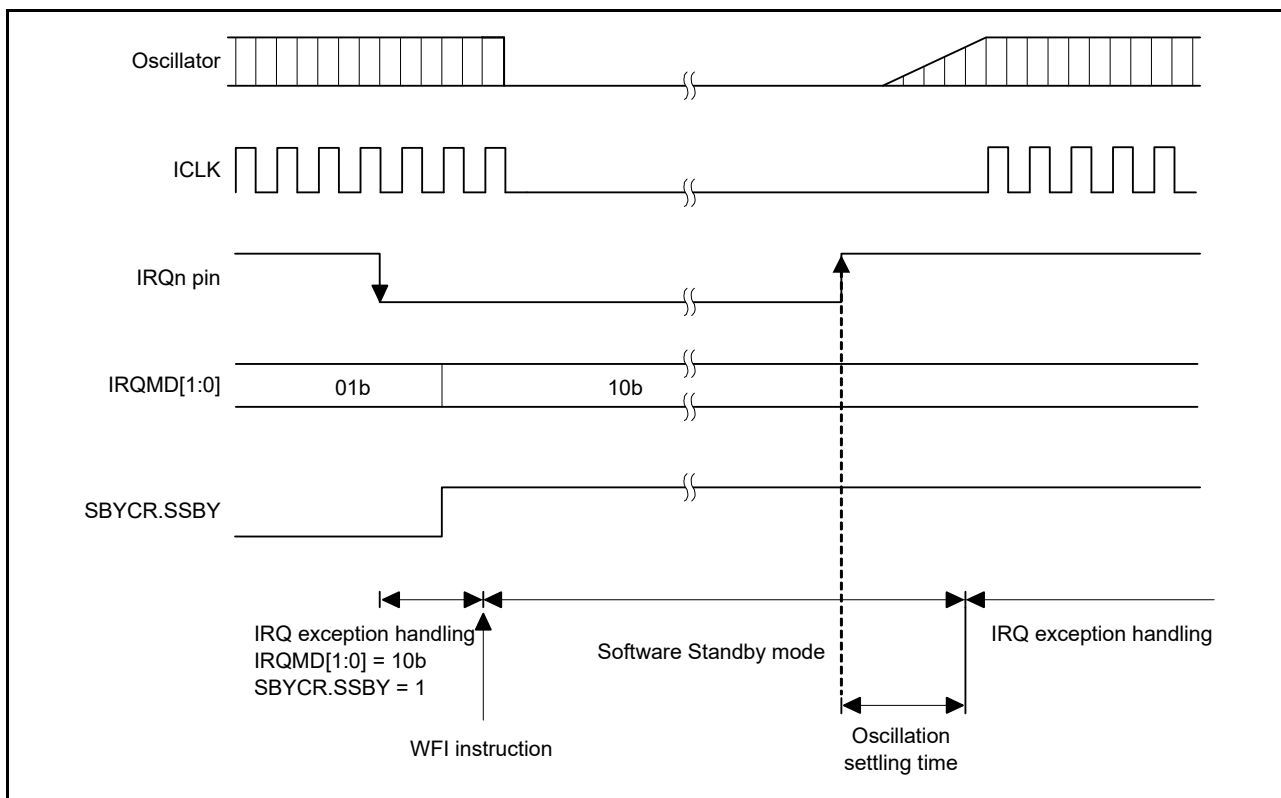 Oscillator
ICLK
IRQn pin
IRQMD[1:0]
01b
10b
SBYCR.SSBY
IRQ exception handling
IRQMD[1:0] = 10b
SBYCR.SSBY = 1
WFI instruction
Software Standby mode
Oscillation
settling time
IRQ exception handling